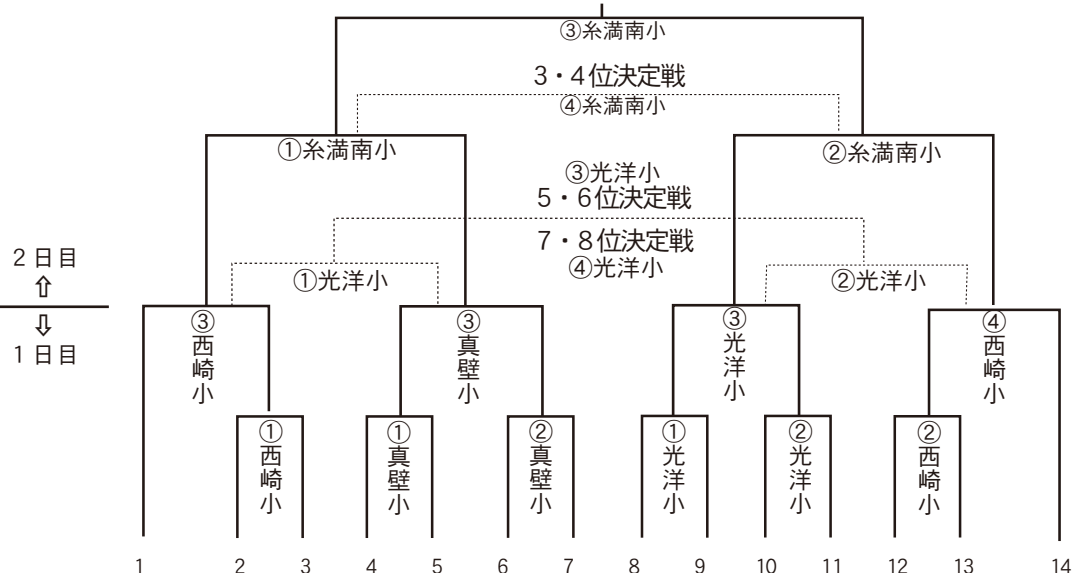 ③糸満南小
3・4位決定戦
④糸満南小
①糸満南小
②糸満南小
③光洋小
5・6位決定戦
7・8位決定戦
④光洋小
2日目
⇧
①光洋小
②光洋小
⇩
1日目
③西崎小
③真壁小
③光洋小
④西崎小
①西崎小
①真壁小
②真壁小
①光洋小
②光洋小
②西崎小
1 2 3 4 5 6 7 8 9 10 11 12 13 14